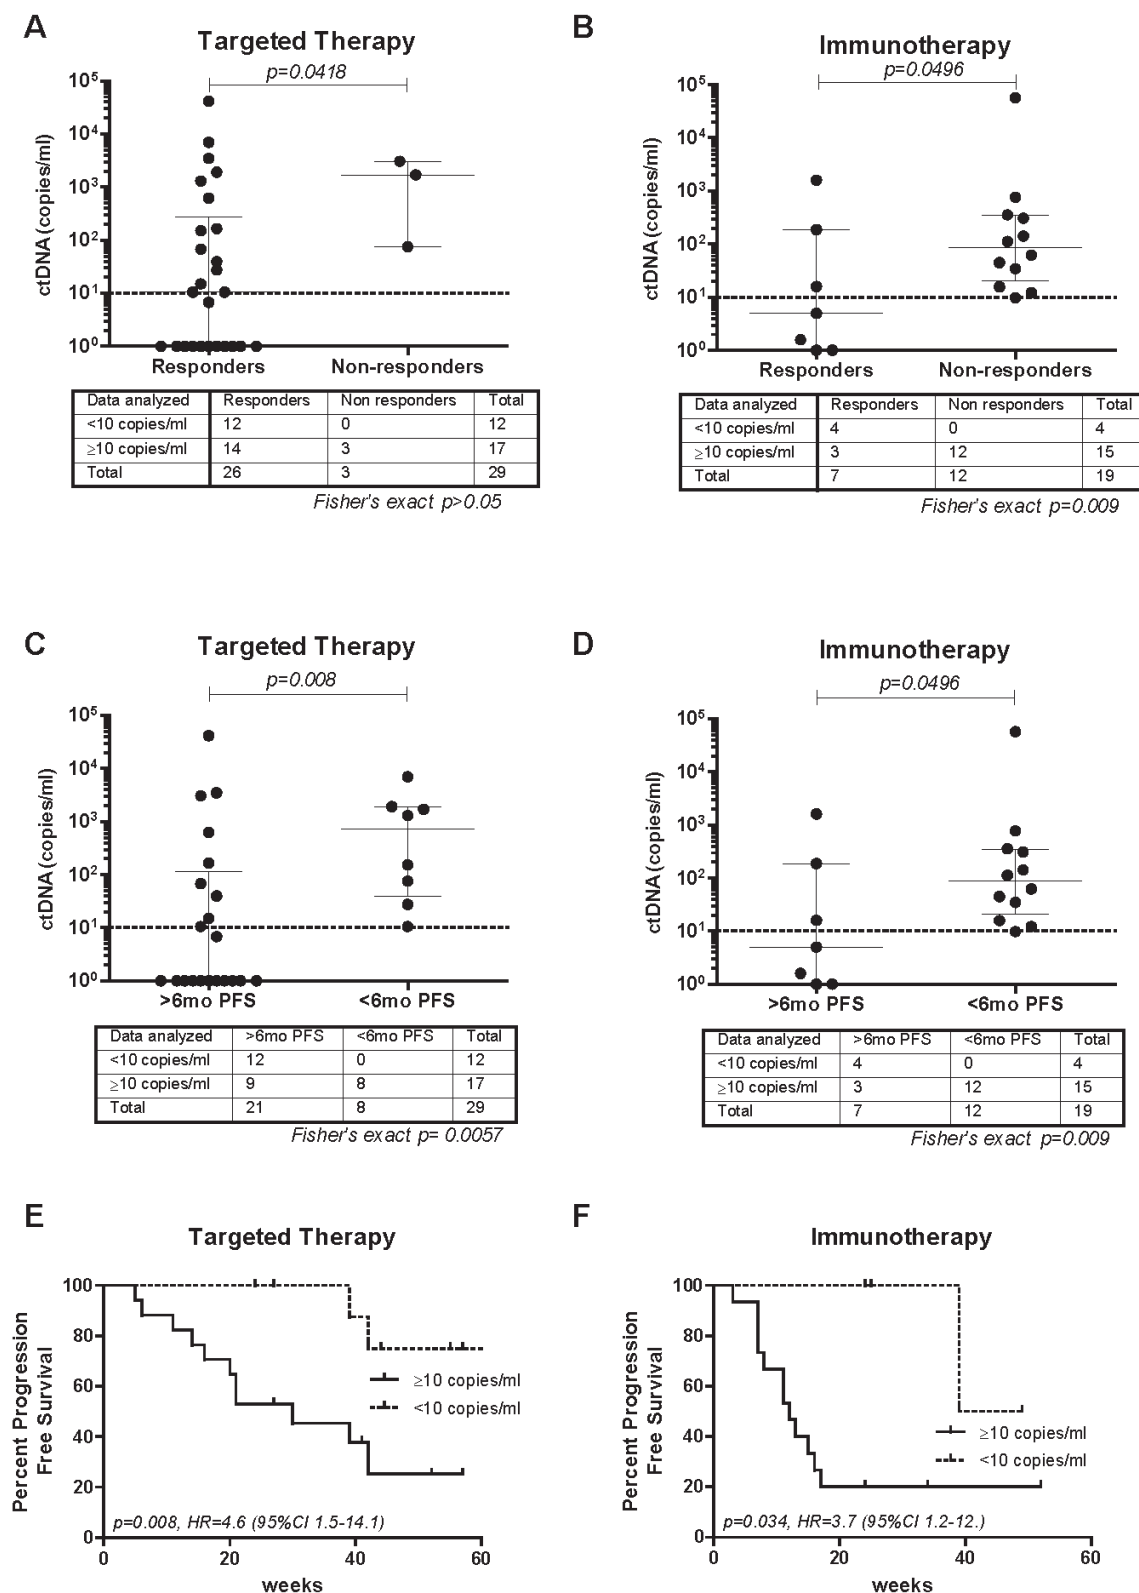 A
Targeted Therapy
p=0.0418
ctDNA (copies/ml)
10⁵
10⁴
10³
10²
10¹
10⁰
Responders Non-responders
Data analyzed Responders Non responders Total
<10 copies/ml 12 0 12
≥10 copies/ml 14 3 17
Total 26 3 29
Fisher's exact p>0.05
B
Immunotherapy
p=0.0496
ctDNA (copies/ml)
10⁵
10⁴
10³
10²
10¹
10⁰
Responders Non-responders
Data analyzed Responders Non responders Total
<10 copies/ml 4 0 4
≥10 copies/ml 3 12 15
Total 7 12 19
Fisher's exact p=0.009
C
Targeted Therapy
p=0.008
ctDNA (copies/ml)
10⁵
10⁴
10³
10²
10¹
10⁰
>6mo PFS <6mo PFS
Data analyzed >6mo PFS <6mo PFS Total
<10 copies/ml 12 0 12
≥10 copies/ml 9 8 17
Total 21 8 29
Fisher's exact p= 0.0057
D
Immunotherapy
p=0.0496
ctDNA (copies/ml)
10⁵
10⁴
10³
10²
10¹
10⁰
>6mo PFS <6mo PFS
Data analyzed >6mo PFS <6mo PFS Total
<10 copies/ml 4 0 4
≥10 copies/ml 3 12 15
Total 7 12 19
Fisher's exact p=0.009
E
Targeted Therapy
Percent Progression
Free Survival
100
80
60
40
20
0
≥10 copies/ml
<10 copies/ml
p=0.008, HR=4.6 (95%CI 1.5-14.1)
0 20 40 60
weeks
F
Immunotherapy
Percent Progression
Free Survival
100
80
60
40
20
0
≥10 copies/ml
<10 copies/ml
p=0.034, HR=3.7 (95%CI 1.2-12.)
0 20 40 60
weeks